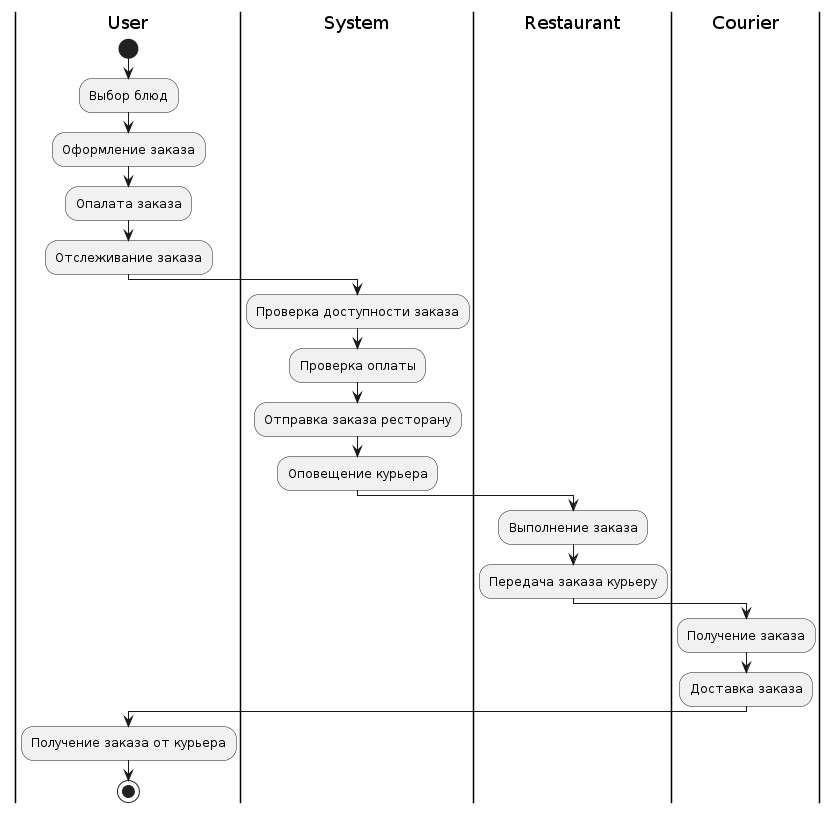 User
System
Restaurant
Courier
Выбор блюд
Оформление заказа
Опалата заказа
Отслеживание заказа
Проверка доступности заказа
Проверка оплаты
Отправка заказа ресторану
Оповещение курьера
Выполнение заказа
Передача заказа курьеру
Получение заказа
Доставка заказа
Получение заказа от курьера